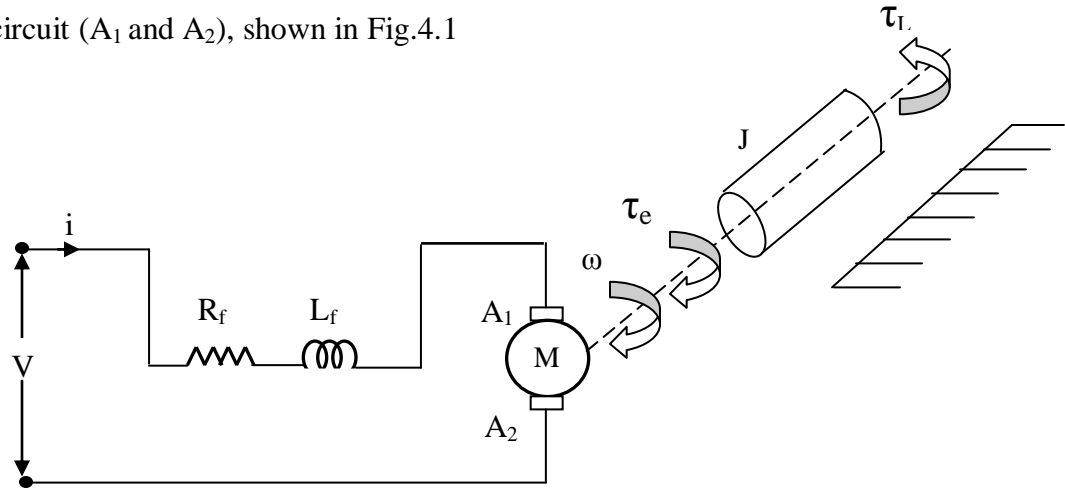 circuit (A₁ and A₂), shown in Fig.4.1
τL
J
τe
i
ω
Rf
Lf
A₁
V
M
A₂